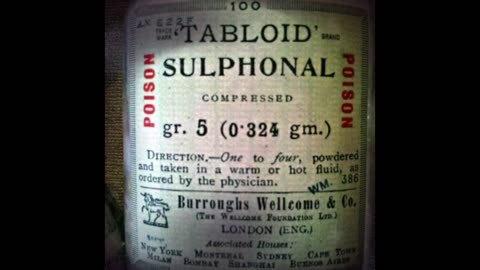 100
TRADE MARK 'TABLOID' BRAND
SULPHONAL
POISON
POISON
COMPRESSED
gr. 5 (0·324 gm.)
DIRECTION.—One to four, powdered
and taken in a warm or hot fluid, as
ordered by the physician. 386
WM.
Burroughs Wellcome & Co.
(THE WELLCOME FOUNDATION LTD.)
LONDON (ENG.)
Associated Houses:
NEW YORK MONTREAL SYDNEY CAPE TOWN
MILAN BOMBAY SHANGHAI BUENOS AIRES